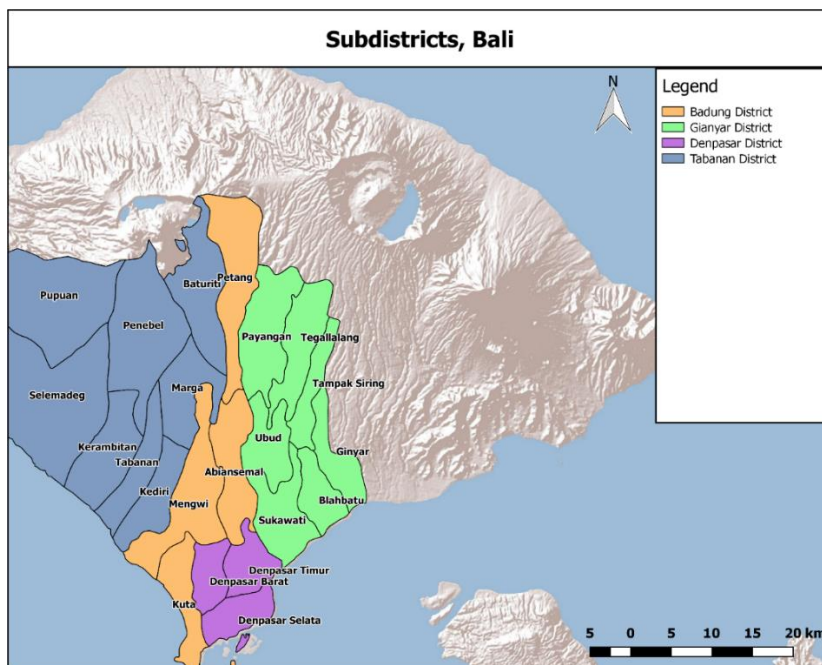 Subdistricts, Bali
N
Legend
Badung District
Gianyar District
Denpasar District
Tabanan District
Petang
Baturiti
Pupuan
Penebel
Payangan
Tegallalang
Tampak Siring
Marga
Selemadeg
Ubud
Kerambitan
Ginyar
Tabanan
Abiansemal
Kediri
Blahbatu
Mengwi
Sukawati
Denpasar Timur
Denpasar Barat
Kuta
Denpasar Selata
5 0 5 10 15 20 km